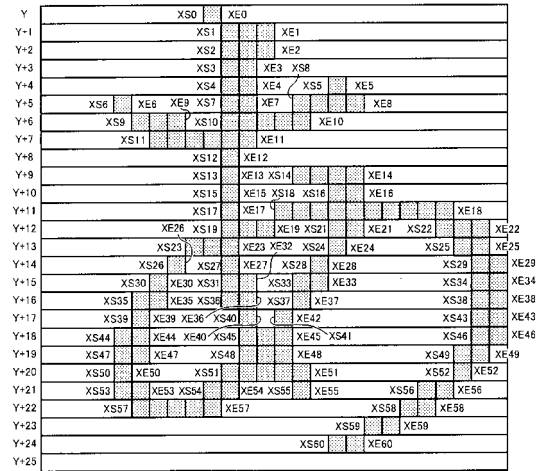 Y XS0 XE0
Y+1 XS1 XE1
Y+2 XS2 XE2
Y+3 XS3 XE3 XS8
Y+4 XS4 XE4 XS5 XE5
Y+5 XS6 XE6 XE9 XS7 XE7 XE8
Y+6 XS9 XS10 XE10
Y+7 XS11 XE11
Y+8 XS12 XE12
Y+9 XS13 XE13 XS14 XE14
Y+10 XS15 XE15 XS18 XS16 XE16
Y+11 XS17 XE17 XE18
Y+12 XE26 XS19 XE19 XS21 XE21 XS22 XE22
Y+13 XS23 XE23 XE32 XS24 XE24 XS25 XE25
Y+14 XS26 XS27 XE27 XS28 XE28 XS29 XE29
Y+15 XS30 XE30 XS31 XS33 XE33 XS34 XE34
Y+16 XS35 XE35 XS36 XS37 XE37 XS38 XE38
Y+17 XS39 XE39 XE36 XS40 XE42 XS43 XE43
Y+18 XS44 XE44 XE40 XS45 XE45 XS41 XS46 XE46
Y+19 XS47 XE47 XS48 XE48 XS49 XE49
Y+20 XS50 XE50 XS51 XE51 XS52 XE52
Y+21 XS53 XE53 XS54 XE54 XS55 XE55 XS56 XE56
Y+22 XS57 XE57 XS58 XE58
Y+23 XS59 XE59
Y+24 XS60 XE60
Y+25